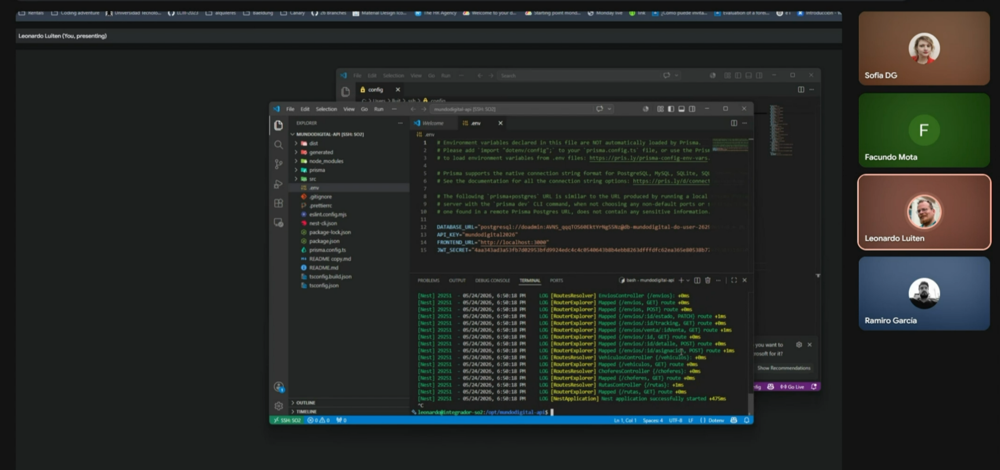 Rentals Coding adventure Universidad Tecnolo... LCIII-2023 alquileres Baeldung Canary 26 Branches Material Design Ico... The HR Agency Welcome to your d... Starting point mond... Monday live link ¿Cómo puede invita... Evaluation of a forei... Introducción -
Leonardo Luiten (You, presenting)
File Edit Selection View Go Run Search
config
config
File Edit Selection View Go Run ··· mundodigital-api [SSH: SO2]
EXPLORER
MUNDODIGITAL-API [SSH: SO2]
dist
generated
node_modules
prisma
src
.env
.gitignore
.prettierrc
eslint.config.mjs
nest-cli.json
package-lock.json
package.json
prisma.config.ts
README copy.md
README.md
tsconfig.build.json
tsconfig.json
OUTLINE
TIMELINE
Welcome .env
.env
1 # Environment variables declared in this file are NOT automatically loaded by Prisma.
2 # Please add `import "dotenv/config";` to your `prisma.config.ts` file, or use the Prism
3 # to load environment variables from .env files: https://pris.ly/prisma-config-env-vars.
4
5 # Prisma supports the native connection string format for PostgreSQL, MySQL, SQLite, SQL
6 # See the documentation for all the connection string options: https://pris.ly/d/connect
7
8 # The following `prisma+postgres` URL is similar to the URL produced by running a local
9 # server with the `prisma dev` CLI command, when not choosing any non-default ports or
10 # one found in a remote Prisma Postgres URL, does not contain any sensitive information.
11
12 DATABASE_URL=
13 API_KEY="mundodigital2026"
14 FRONTEND_URL="http://localhost:3000"
15 JWT_SECRET=
PROBLEMS OUTPUT DEBUG CONSOLE TERMINAL PORTS bash - mundodigital-api
[Nest] 29251 - 05/24/2026, 6:50:18 PM LOG [RoutesResolver] EnviosController {/envios}: +0ms
[Nest] 29251 - 05/24/2026, 6:50:18 PM LOG [RouterExplorer] Mapped {/envios, GET} route +0ms
[Nest] 29251 - 05/24/2026, 6:50:18 PM LOG [RouterExplorer] Mapped {/envios, POST} route +0ms
[Nest] 29251 - 05/24/2026, 6:50:18 PM LOG [RouterExplorer] Mapped {/envios/:id/estado, PATCH} route +1ms
[Nest] 29251 - 05/24/2026, 6:50:18 PM LOG [RouterExplorer] Mapped {/envios/:id/tracking, GET} route +0ms
[Nest] 29251 - 05/24/2026, 6:50:18 PM LOG [RouterExplorer] Mapped {/envios/venta/:idVenta, GET} route +1ms
[Nest] 29251 - 05/24/2026, 6:50:18 PM LOG [RouterExplorer] Mapped {/envios/:id, GET} route +0ms
[Nest] 29251 - 05/24/2026, 6:50:18 PM LOG [RouterExplorer] Mapped {/envios/:id/detalle, POST} route +0ms
[Nest] 29251 - 05/24/2026, 6:50:18 PM LOG [RouterExplorer] Mapped {/envios/:id/asignacion, POST} route +1ms
[Nest] 29251 - 05/24/2026, 6:50:18 PM LOG [RoutesResolver] VehiculosController {/vehiculos}: +0ms
[Nest] 29251 - 05/24/2026, 6:50:18 PM LOG [RouterExplorer] Mapped {/vehiculos, GET} route +0ms
[Nest] 29251 - 05/24/2026, 6:50:18 PM LOG [RoutesResolver] ChoferesController {/choferes}: +0ms
[Nest] 29251 - 05/24/2026, 6:50:18 PM LOG [RouterExplorer] Mapped {/choferes, GET} route +0ms
[Nest] 29251 - 05/24/2026, 6:50:18 PM LOG [RoutesResolver] RutasController {/rutas}: +1ms
[Nest] 29251 - 05/24/2026, 6:50:18 PM LOG [RouterExplorer] Mapped {/rutas, GET} route +0ms
[Nest] 29251 - 05/24/2026, 6:50:18 PM LOG [NestApplication] Nest application successfully started +475ms
^C
leonardo@integrador-so2:/opt/mundodigital-api$
SSH: SO2 0 0 0 Ln 1, Col 1 Spaces: 4 UTF-8 LF {} Dotenv
you want to
rosoft for it?
Show Recommendations
Go Live
Sofia DG
F
Facundo Mota
Leonardo Luiten
Ramiro García